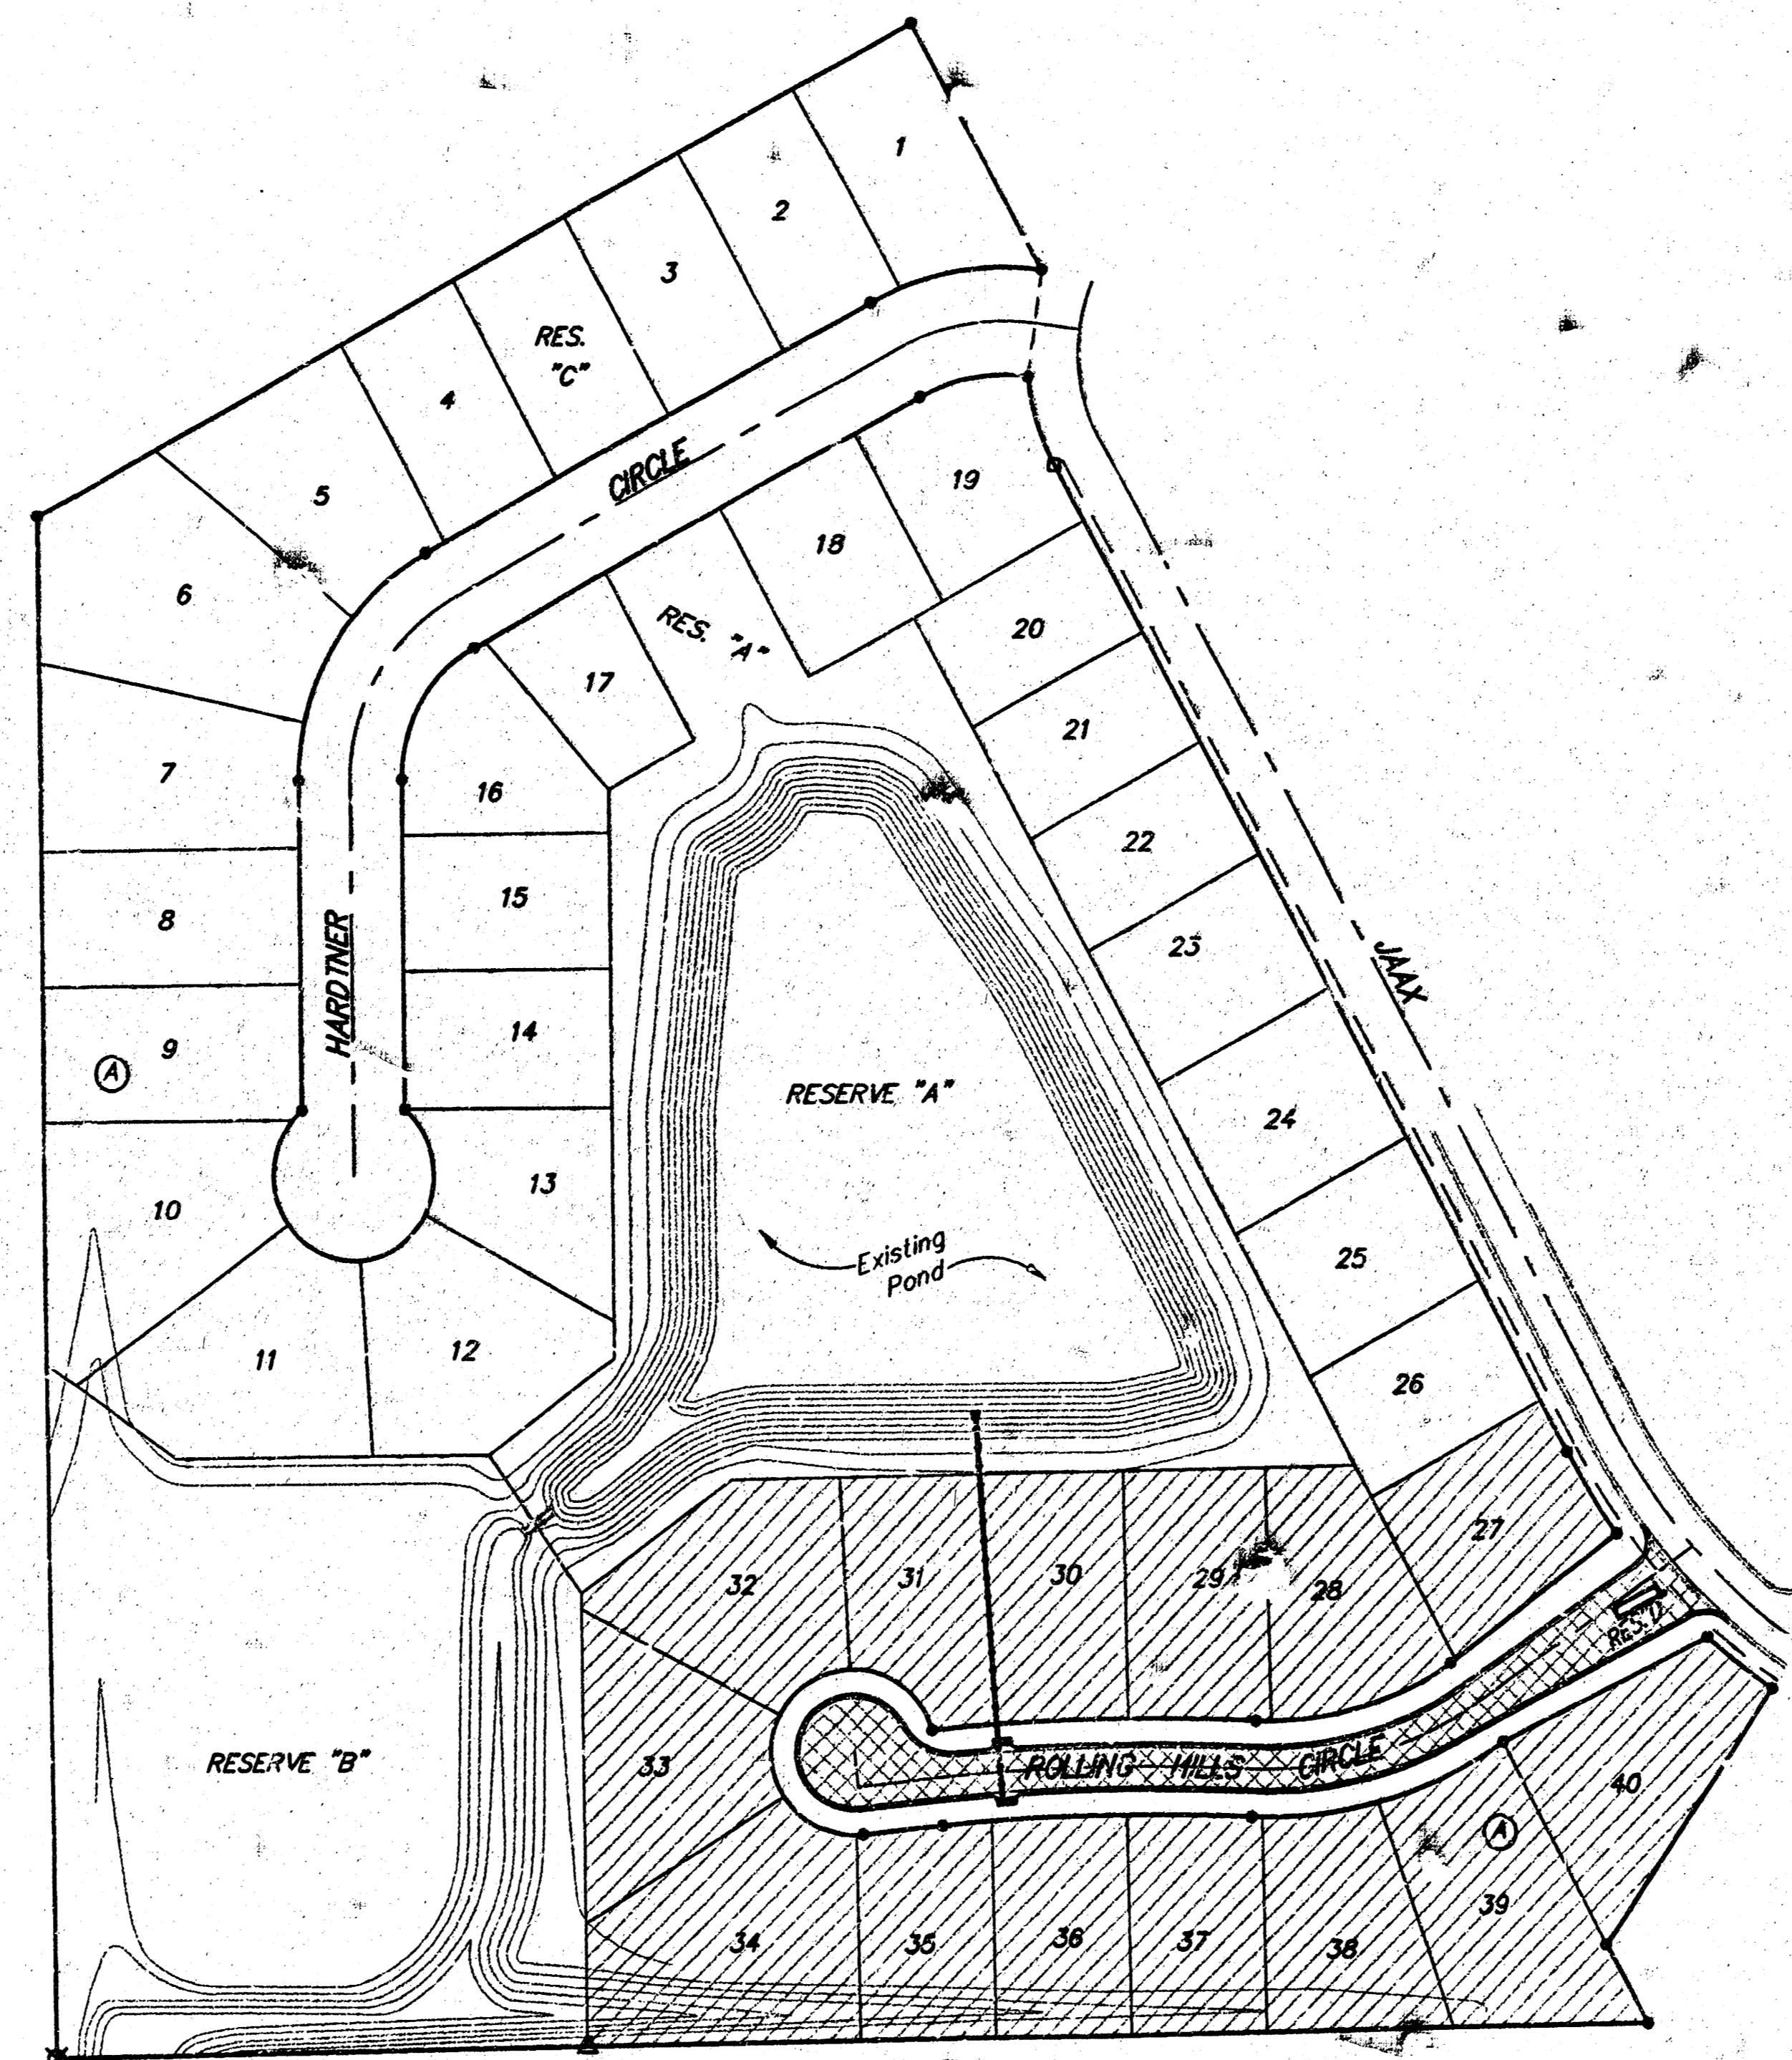 1
2
3
RES.
"C"
4
5
6
CIRCLE
19
18
RES. "A"
17
20
21
7
16
22
15
8
23
HARDTNER
JAAX
14
9
A
RESERVE "A"
24
13
10
Existing
Pond
25
12
11
26
27
32
31
30
29
28
RES. "D"
33
RESERVE "B"
ROLLING HILLS CIRCLE
40
A
39
34
35
36
37
38